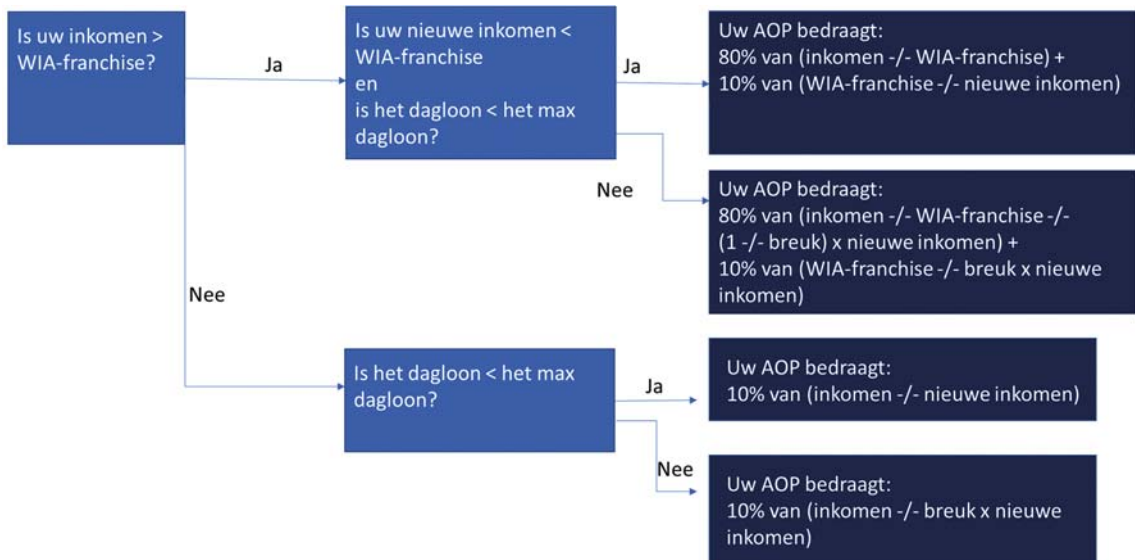 Is uw inkomen >
WIA-franchise?
Ja
Is uw nieuwe inkomen <
WIA-franchise
en
is het dagloon < het max
dagloon?
Ja
Uw AOP bedraagt:
80% van (inkomen -/- WIA-franchise) +
10% van (WIA-franchise -/- nieuwe inkomen)
Nee
Uw AOP bedraagt:
80% van (inkomen -/- WIA-franchise -/-
(1 -/- breuk) x nieuwe inkomen) +
10% van (WIA-franchise -/- breuk x nieuwe
inkomen)
Nee
Is het dagloon < het max
dagloon?
Ja
Uw AOP bedraagt:
10% van (inkomen -/- nieuwe inkomen)
Nee
Uw AOP bedraagt:
10% van (inkomen -/- breuk x nieuwe
inkomen)